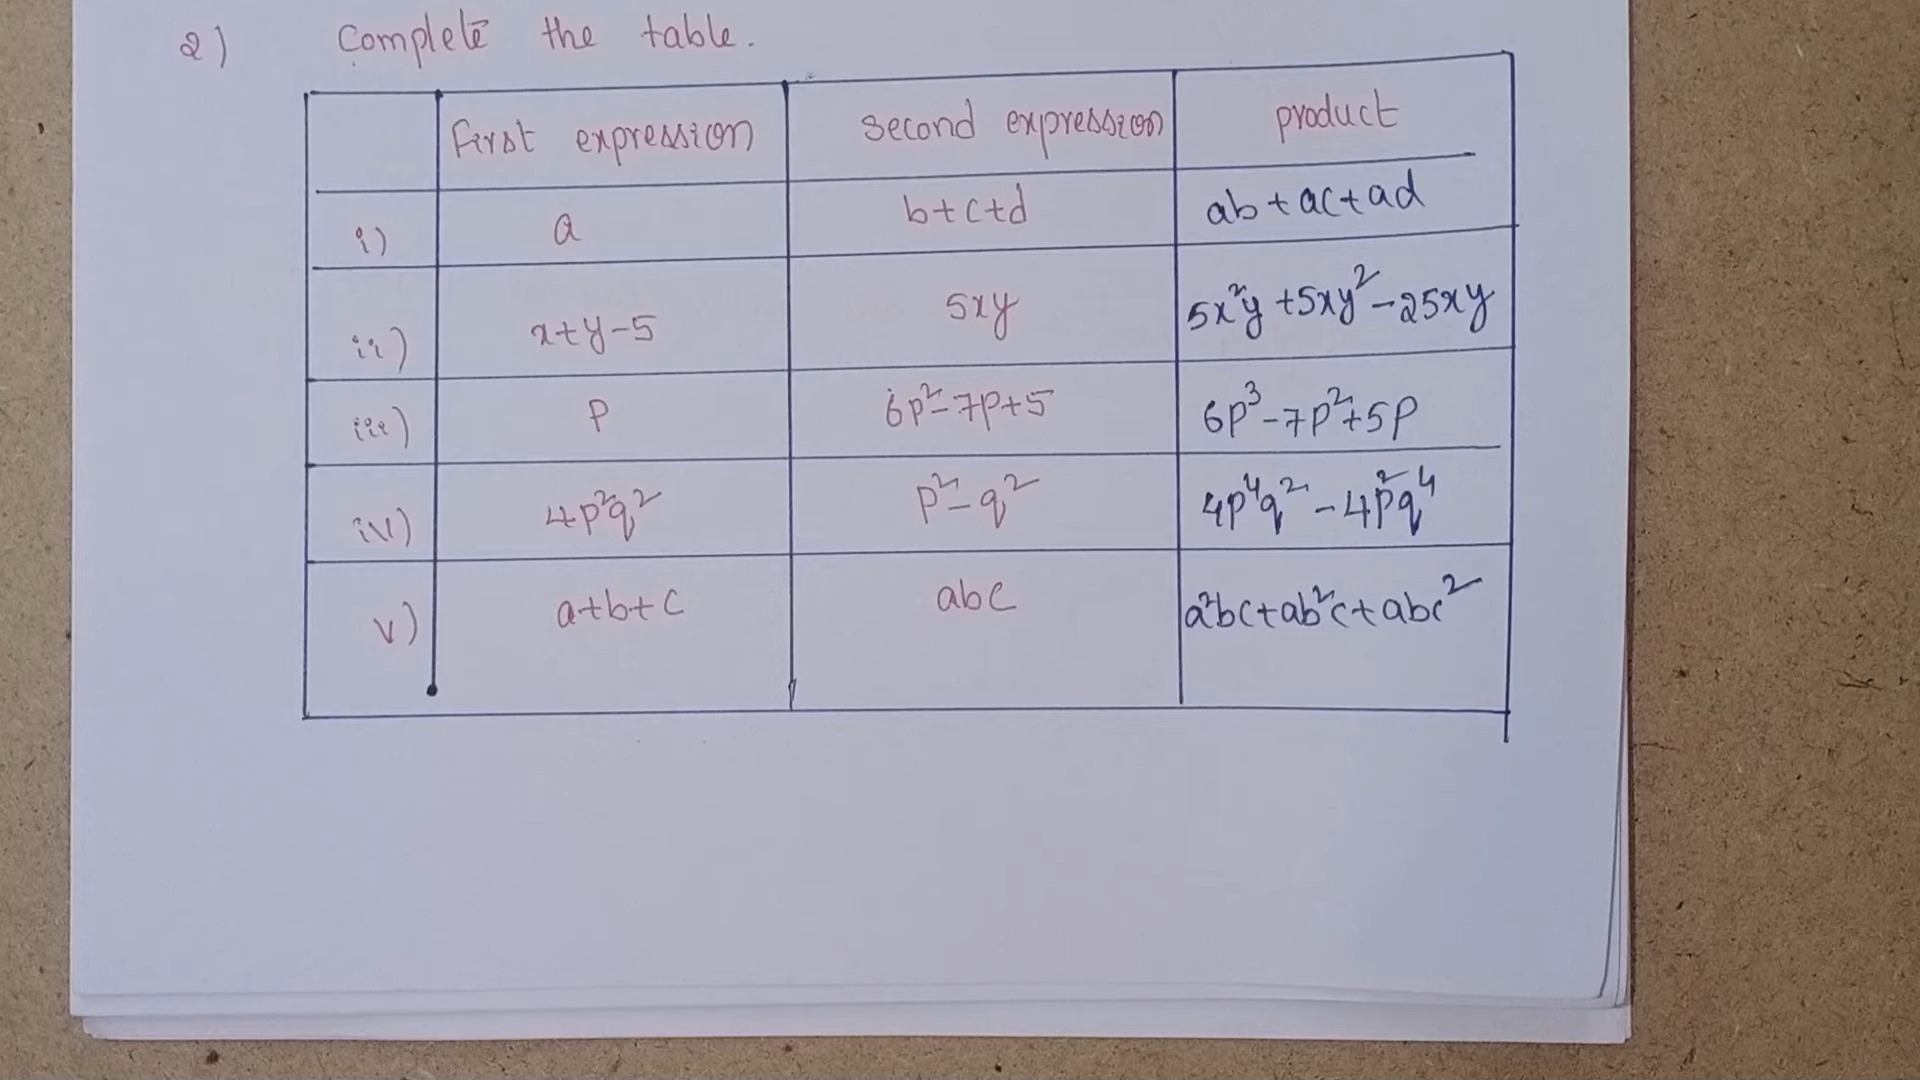 2) Complete the table.
First expression second expression product
i) a b+c+d ab+ac+ad
ii) x+y-5 5xy 5x²y+5xy²-25xy
iii) p 6p²-7p+5 6p³-7p²+5p
iv) 4p²q² p²-q² 4p⁴q²-4p²q⁴
v) a+b+c abc a²bc+ab²c+abc²